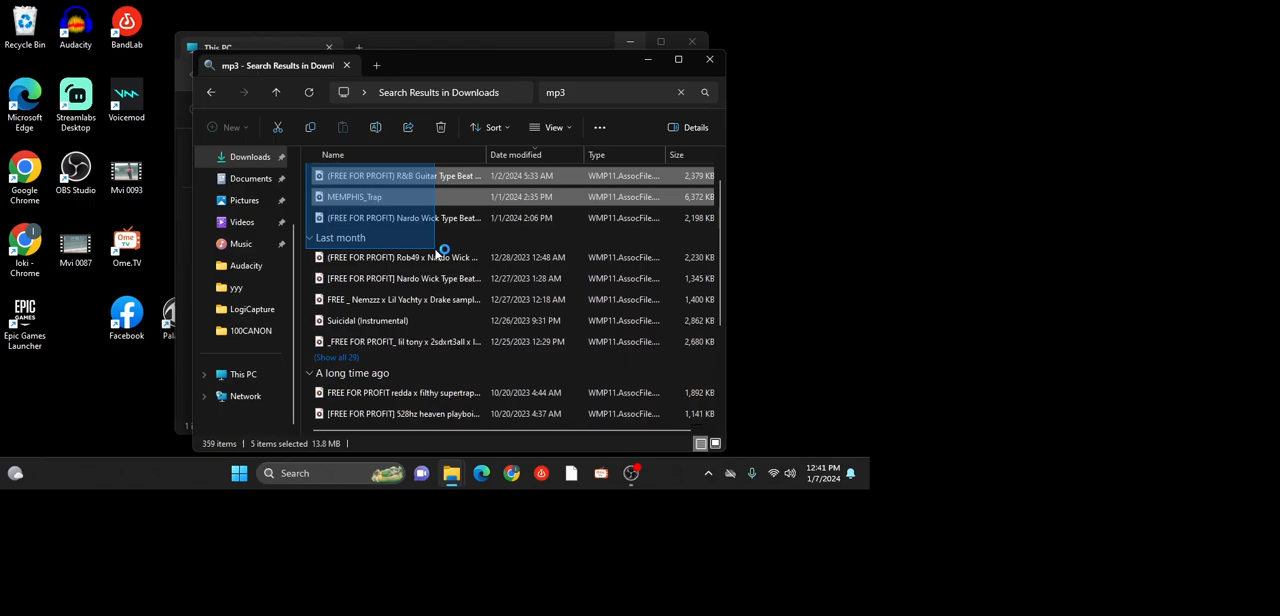 This PC
Recycle Bin
Audacity
BandLab
mp3 - Search Results in Downl
Search Results in Downloads
mp3
Microsoft Edge
Streamlabs Desktop
Voicemod
New
Sort
View
Details
Name
Date modified
Type
Size
Downloads
Documents
Pictures
Videos
Music
Audacity
yyy
LogiCapture
100CANON
This PC
Network
(FREE FOR PROFIT) R&B Guitar Type Beat ... 1/2/2024 5:33 AM WMP11.AssocFile.... 2,379 KB
MEMPHIS_Trap 1/1/2024 2:35 PM WMP11.AssocFile.... 6,372 KB
(FREE FOR PROFIT) Nardo Wick Type Beat... 1/1/2024 2:06 PM WMP11.AssocFile.... 2,198 KB
Last month
(FREE FOR PROFIT) Rob49 x Nardo Wick ... 12/28/2023 12:48 AM WMP11.AssocFile.... 2,230 KB
[FREE FOR PROFIT] Nardo Wick Type Beat... 12/27/2023 1:28 AM WMP11.AssocFile.... 1,345 KB
FREE _ Nemzzz x Lil Yachty x Drake sampl... 12/27/2023 12:18 AM WMP11.AssocFile.... 1,400 KB
Suicidal (Instrumental) 12/26/2023 9:31 PM WMP11.AssocFile.... 2,862 KB
_FREE FOR PROFIT_ lil tony x 2sdxrt3all x l... 12/25/2023 12:29 PM WMP11.AssocFile.... 2,680 KB
(Show all 29)
A long time ago
FREE FOR PROFIT redda x filthy supertrap... 10/20/2023 4:44 AM WMP11.AssocFile.... 1,892 KB
[FREE FOR PROFIT] 528hz heaven playboi... 10/20/2023 4:37 AM WMP11.AssocFile.... 1,141 KB
359 items
5 items selected 13.8 MB
Google Chrome
OBS Studio
Mvi 0093
loki - Chrome
Mvi 0087
Ome.TV
Epic Games Launcher
Facebook
Search
12:41 PM
1/7/2024